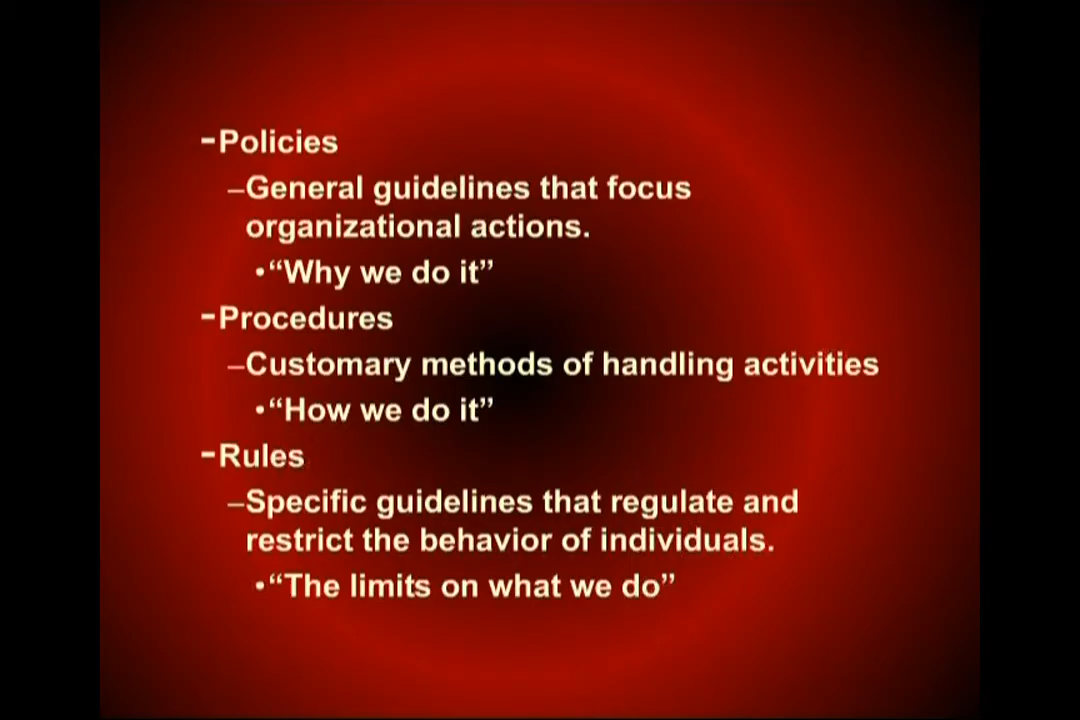 -Policies
–General guidelines that focus
organizational actions.
•“Why we do it”
-Procedures
–Customary methods of handling activities
•“How we do it”
-Rules
–Specific guidelines that regulate and
restrict the behavior of individuals.
•“The limits on what we do”